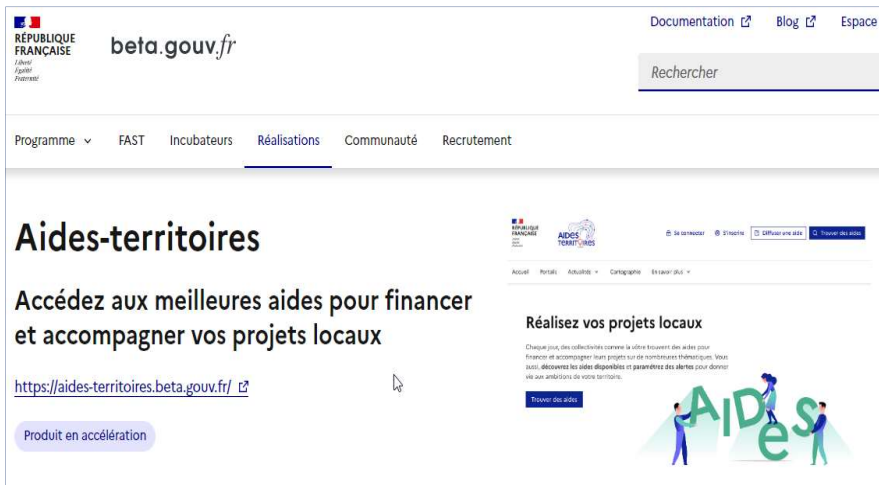 Documentation Blog Espace
RÉPUBLIQUE
FRANÇAISE
Liberté
Égalité
Fraternité
beta.gouv.fr
Rechercher
Programme FAST Incubateurs Réalisations Communauté Recrutement
Aides-territoires
Accédez aux meilleures aides pour financer
et accompagner vos projets locaux
https://aides-territoires.beta.gouv.fr/
Produit en accélération
RÉPUBLIQUE
FRANÇAISE
AIDES
TERRITOIRES
Se connecter S'inscrire Diffuser une aide Trouver des aides
Accueil Portails Actualités Cartographie En savoir plus
Réalisez vos projets locaux
Chaque jour, des collectivités comme la vôtre trouvent des aides pour
financer et accompagner leurs projets sur de nombreuses thématiques. Vous
aussi, découvrez les aides disponibles et paramétrez des alertes pour donner
vie aux ambitions de votre territoire.
Trouver des aides
AIDes